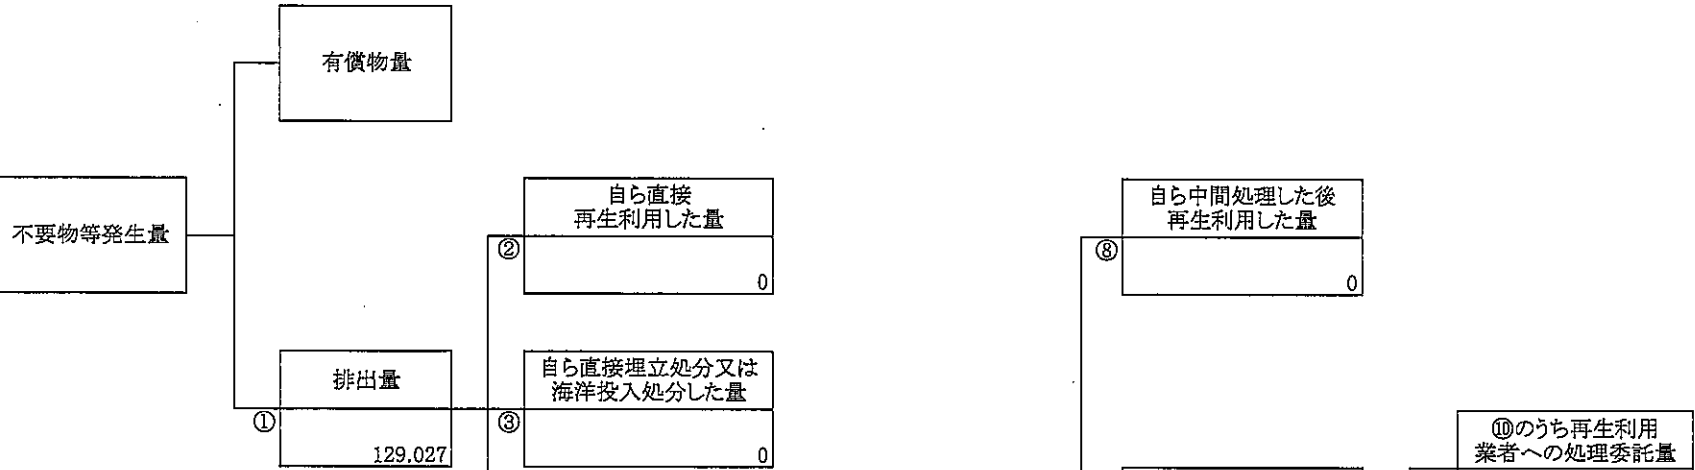 有償物量
不要物等発生量
自ら直接
再生利用した量
②
0
自ら中間処理した後
再生利用した量
⑧
0
排出量
①
129,027
自ら直接埋立処分又は
海洋投入処分した量
③
0
⑩のうち再生利用
業者への処理委託量